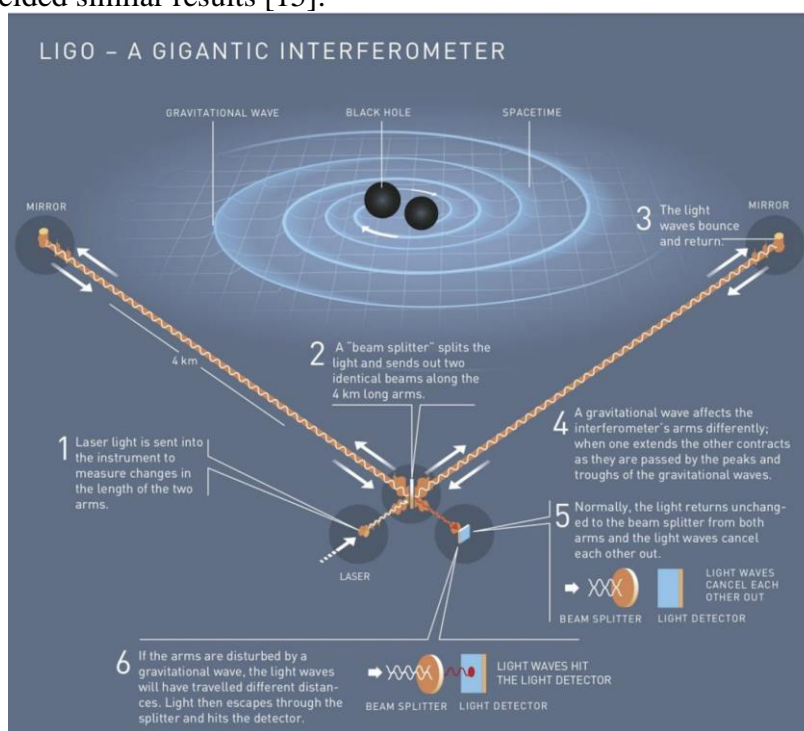 elded similar results [15].
LIGO – A GIGANTIC INTERFEROMETER
GRAVITATIONAL WAVE
BLACK HOLE
SPACETIME
MIRROR
MIRROR
3 The light
waves bounce
and return.
4 km
2 A “beam splitter” splits the
light and sends out two
identical beams along the
4 km long arms.
1 Laser light is sent into
the instrument to
measure changes in
the length of the two
arms.
4 A gravitational wave affects the
interferometer´s arms differently;
when one extends the other contracts
as they are passed by the peaks and
troughs of the gravitational waves.
5 Normally, the light returns unchang-
ed to the beam splitter from both
arms and the light waves cancel
each other out.
LASER
LIGHT WAVES
CANCEL EACH
OTHER OUT
BEAM SPLITTER
LIGHT DETECTOR
6 If the arms are disturbed by a
gravitational wave, the light waves
will have travelled different distan-
ces. Light then escapes through the
splitter and hits the detector.
LIGHT WAVES HIT
THE LIGHT DETECTOR
BEAM SPLITTER
LIGHT DETECTOR